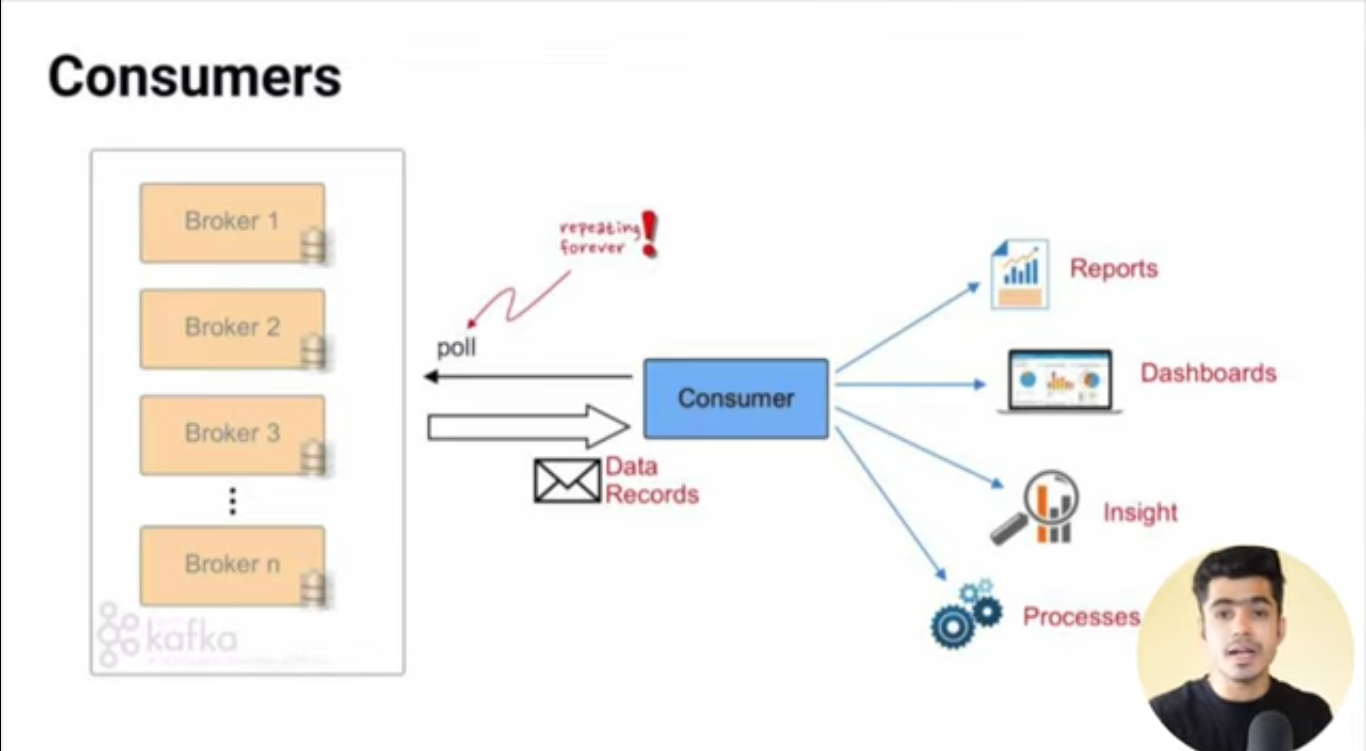 Consumers
Broker 1
Broker 2
Broker 3
Broker n
kafka
repeating!
forever
poll
Consumer
Data
Records
Reports
Dashboards
Insight
Processes